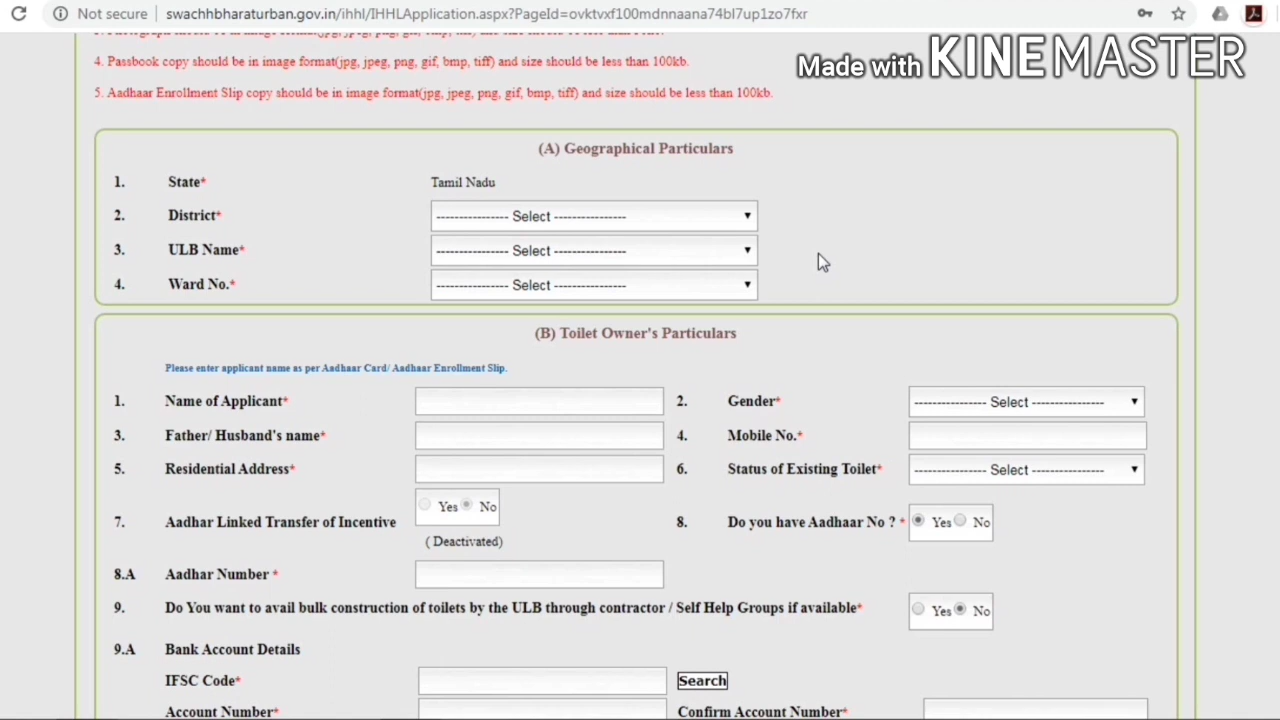 Not secure | swachhbharaturban.gov.in/ihhl/IHHLApplication.aspx?PageId=ovktvxf100mdnnaana74bl7up1zo7fxr
Made with KINEMASTER
4. Passbook copy should be in image format(jpg, jpeg, png, gif, bmp, tiff) and size should be less than 100kb.
5. Aadhaar Enrollment Slip copy should be in image format(jpg, jpeg, png, gif, bmp, tiff) and size should be less than 100kb.
(A) Geographical Particulars
1. State* Tamil Nadu
2. District* ---------------- Select ----------------
3. ULB Name* ---------------- Select ----------------
4. Ward No.* ---------------- Select ----------------
(B) Toilet Owner's Particulars
Please enter applicant name as per Aadhaar Card/ Aadhaar Enrollment Slip.
1. Name of Applicant* 2. Gender* ---------------- Select ----------------
3. Father/ Husband's name* 4. Mobile No.*
5. Residential Address* 6. Status of Existing Toilet* ---------------- Select ----------------
Yes No
7. Aadhar Linked Transfer of Incentive 8. Do you have Aadhaar No ? * Yes No
( Deactivated)
8.A Aadhar Number *
9. Do You want to avail bulk construction of toilets by the ULB through contractor / Self Help Groups if available* Yes No
9.A Bank Account Details
IFSC Code* Search
Account Number* Confirm Account Number*